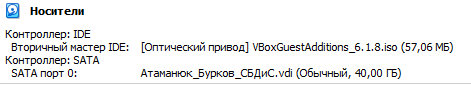 Носители
Контроллер: IDE
Вторичный мастер IDE: [Оптический привод] VBoxGuestAdditions_6.1.8.iso (57,06 МБ)
Контроллер: SATA
SATA порт 0: Атаманюк_Бурков_СБДиС.vdi (Обычный, 40,00 ГБ)